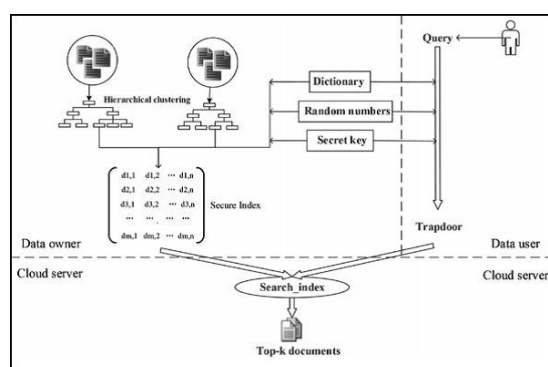 Query
Dictionary
Hierarchical clustering
Random numbers
Secret key
d1,1 d1,2 ... d1,n
d2,1 d2,2 ... d2,n
d3,1 d3,2 ... d3,n
... ... ... ...
dm,1 dm,2 ... dm,n
Secure Index
Trapdoor
Data owner
Data user
Cloud server
Cloud server
Search_index
Top-k documents